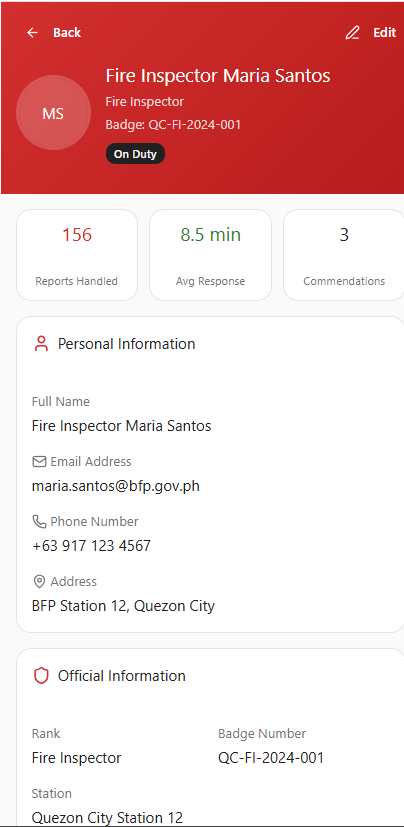 Back
Edit
MS
Fire Inspector Maria Santos
Fire Inspector
Badge: QC-FI-2024-001
On Duty
156
8.5 min
3
Reports Handled
Avg Response
Commendations
Personal Information
Full Name
Fire Inspector Maria Santos
Email Address
maria.santos@bfp.gov.ph
Phone Number
+63 917 123 4567
Address
BFP Station 12, Quezon City
Official Information
Rank
Badge Number
Fire Inspector
QC-FI-2024-001
Station
Quezon City Station 12